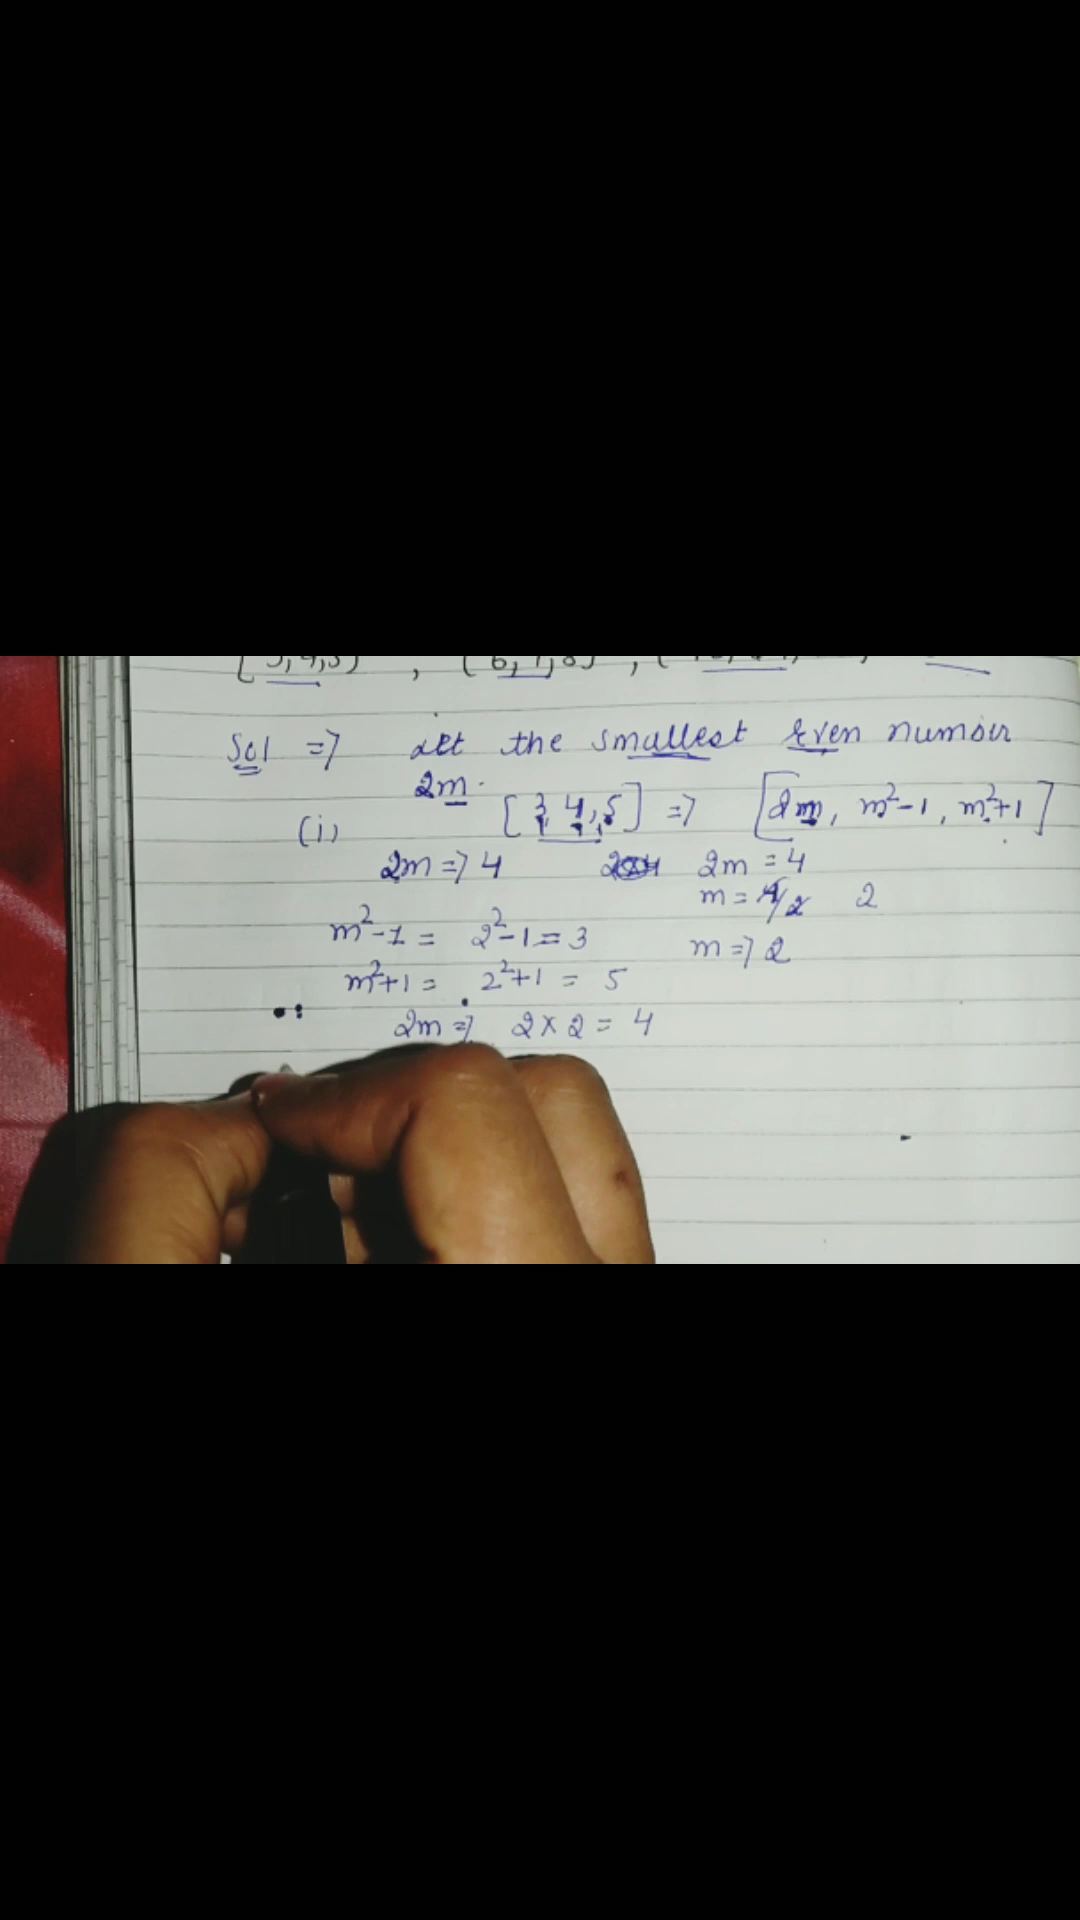 Sol => Let the smallest Even number
2m.
(i) [3, 4, 5] => [2m, m²-1, m²+1]
2m => 4 2m = 4
m = 4/2 2
m²-1 = 2²-1 = 3 m => 2
m²+1 = 2²+1 = 5
2m => 2 × 2 = 4